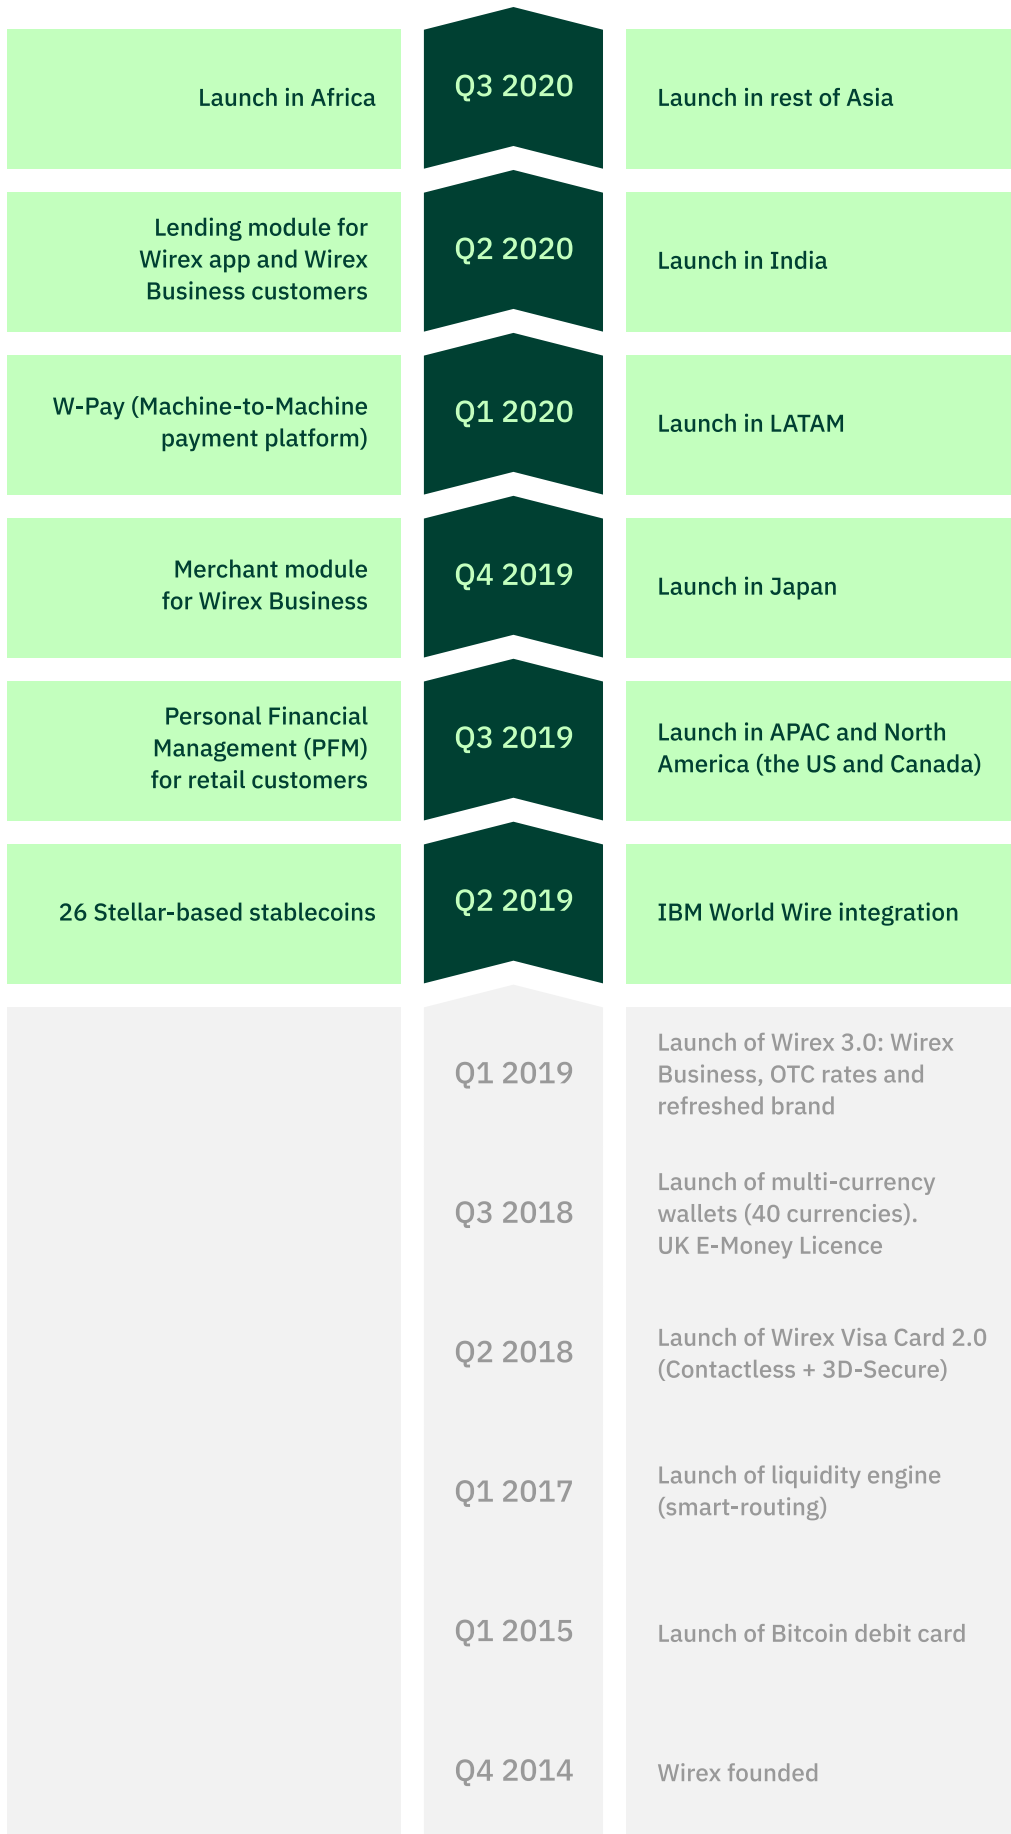 Launch in Africa
Q3 2020
Launch in rest of Asia
Lending module for
Wirex app and Wirex
Business customers
Q2 2020
Launch in India
W-Pay (Machine-to-Machine
payment platform)
Q1 2020
Launch in LATAM
Merchant module
for Wirex Business
Q4 2019
Launch in Japan
Personal Financial
Management (PFM)
for retail customers
Q3 2019
Launch in APAC and North
America (the US and Canada)
26 Stellar-based stablecoins
Q2 2019
IBM World Wire integration
Q1 2019
Launch of Wirex 3.0: Wirex
Business, OTC rates and
refreshed brand
Q3 2018
Launch of multi-currency
wallets (40 currencies).
UK E-Money Licence
Q2 2018
Launch of Wirex Visa Card 2.0
(Contactless + 3D-Secure)
Q1 2017
Launch of liquidity engine
(smart-routing)
Q1 2015
Launch of Bitcoin debit card
Q4 2014
Wirex founded